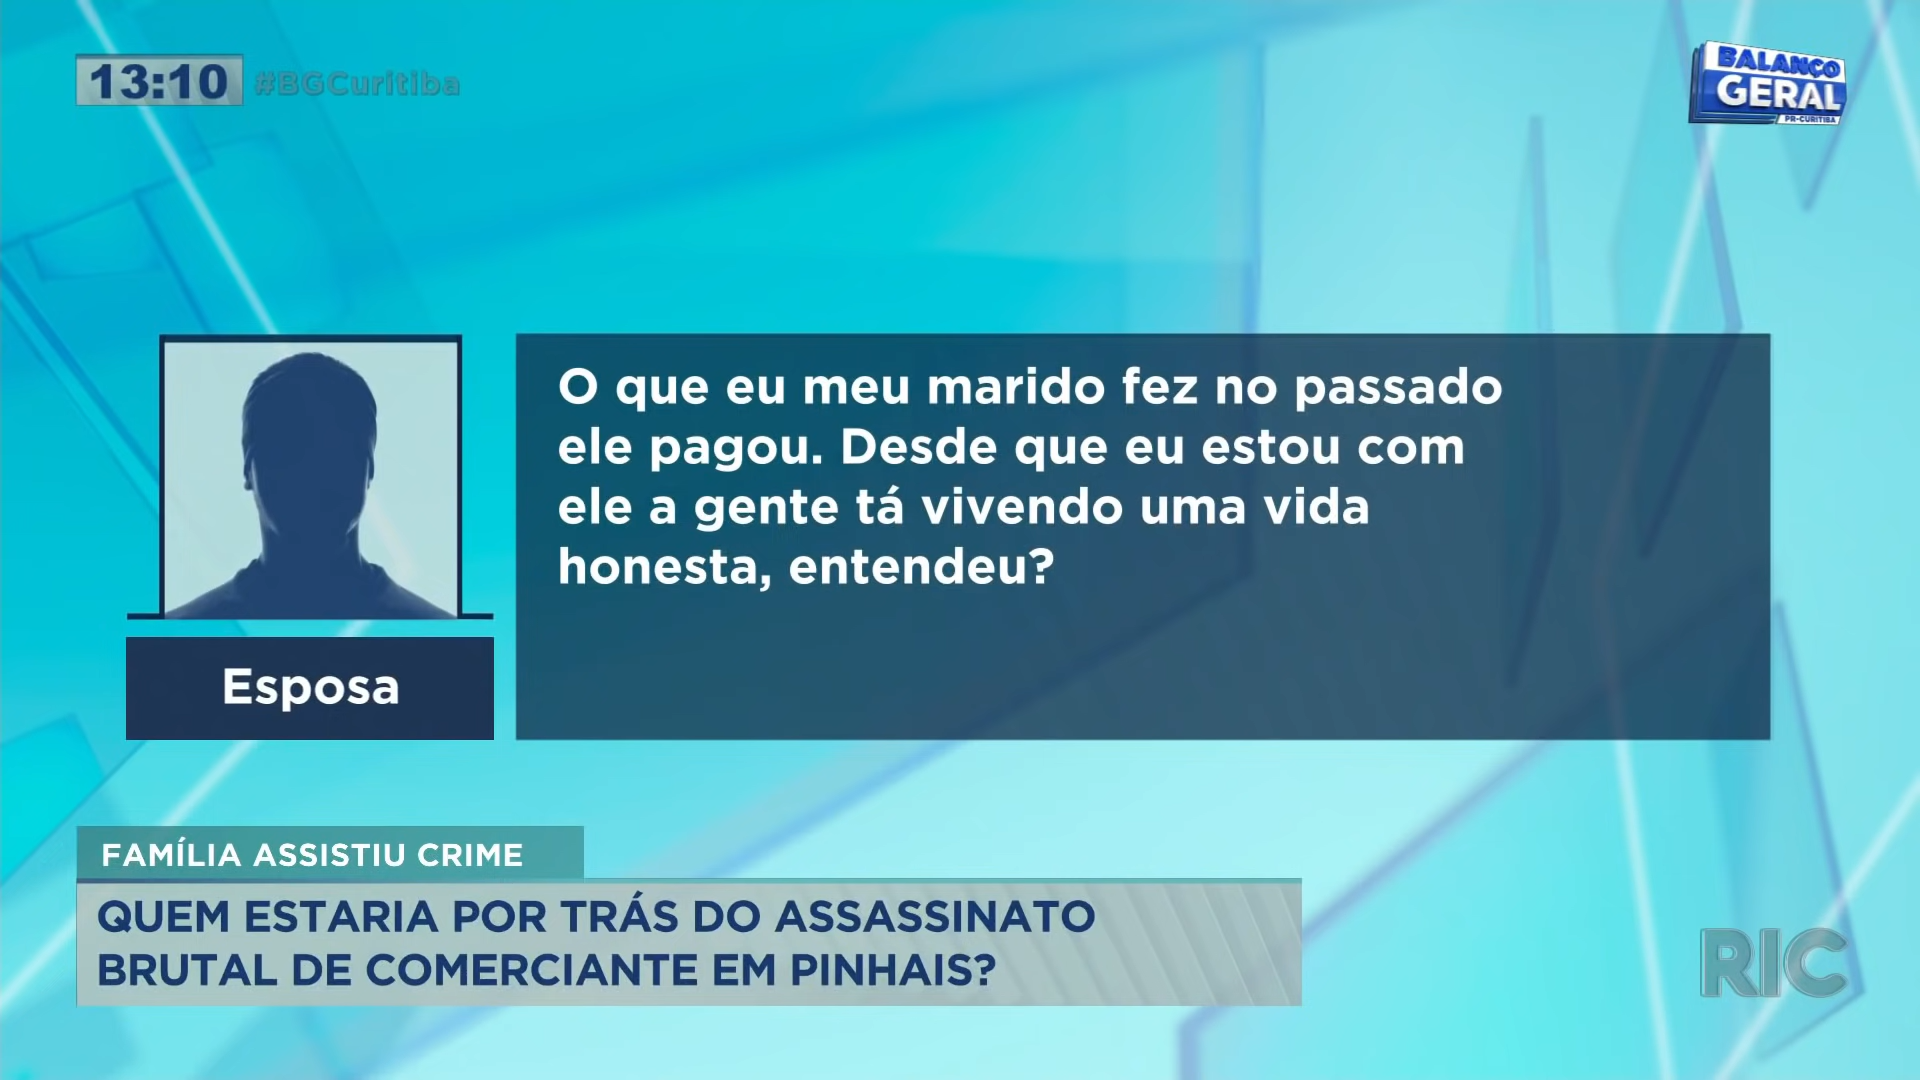 13:10 #BGCuritiba
BALANÇO
GERAL
PR-CURITIBA
O que eu meu marido fez no passado
ele pagou. Desde que eu estou com
ele a gente tá vivendo uma vida
honesta, entendeu?
Esposa
FAMÍLIA ASSISTIU CRIME
QUEM ESTARIA POR TRÁS DO ASSASSINATO
BRUTAL DE COMERCIANTE EM PINHAIS?
RIC